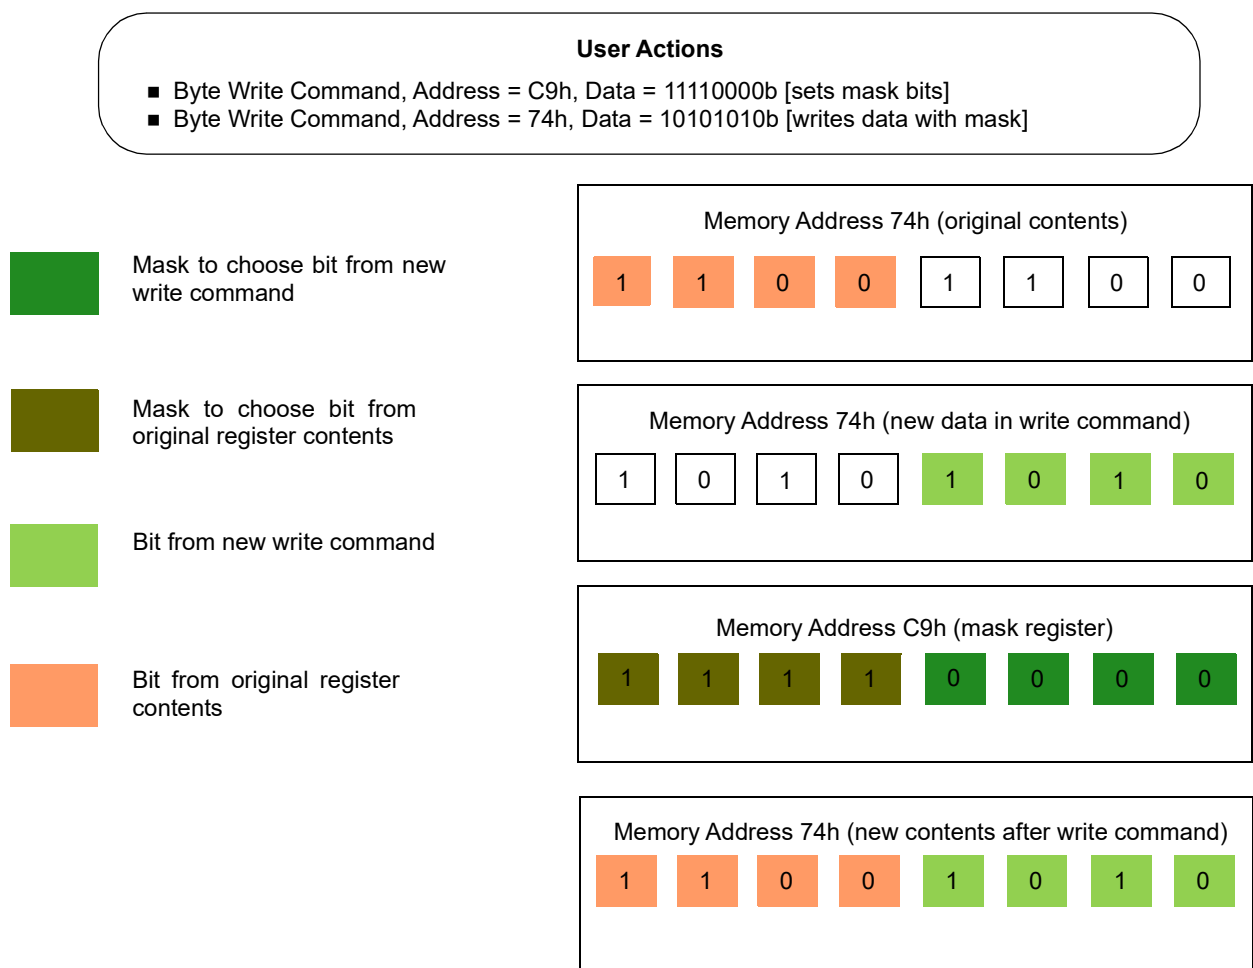 User Actions
■ Byte Write Command, Address = C9h, Data = 11110000b [sets mask bits]
■ Byte Write Command, Address = 74h, Data = 10101010b [writes data with mask]
Mask to choose bit from new
write command
Mask to choose bit from
original register contents
Bit from new write command
Bit from original register
contents
Memory Address 74h (original contents)
1 1 0 0 1 1 0 0
Memory Address 74h (new data in write command)
1 0 1 0 1 0 1 0
Memory Address C9h (mask register)
1 1 1 1 0 0 0 0
Memory Address 74h (new contents after write command)
1 1 0 0 1 0 1 0